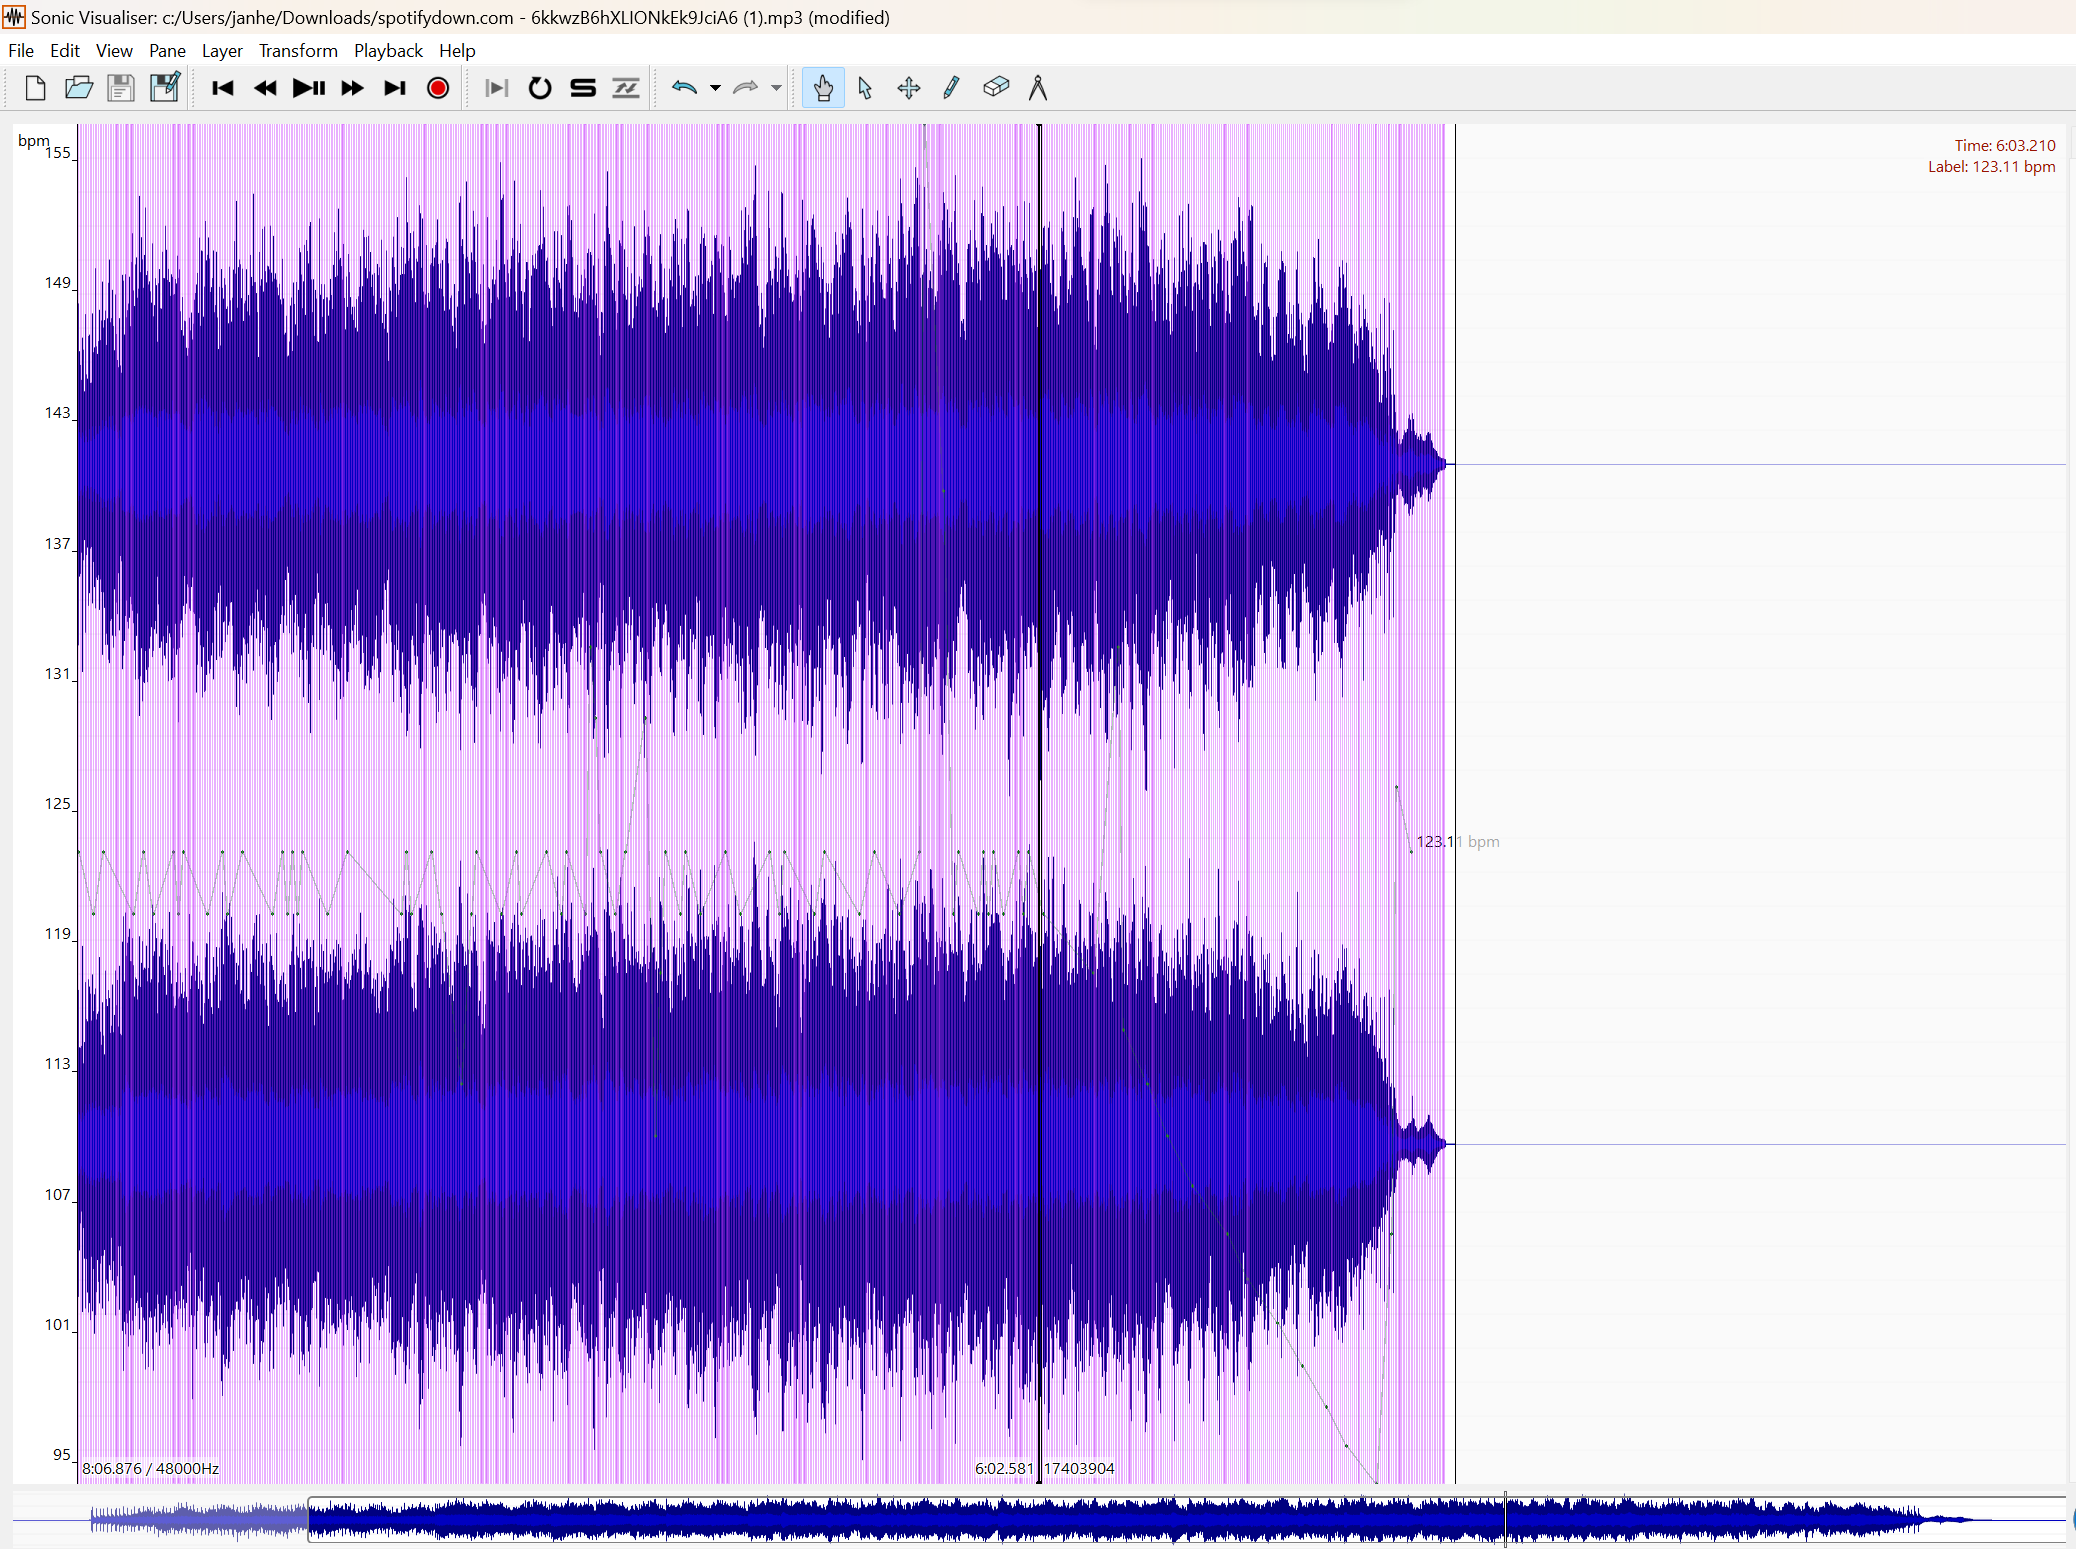 Sonic Visualiser: c:/Users/janhe/Downloads/spotifydown.com - 6kkwzB6hXLIONkEk9JciA6 (1).mp3 (modified)
File Edit View Pane Layer Transform Playback Help
bpm
155
Time: 6:03.210
Label: 123.11 bpm
149
143
137
131
125
123.11 bpm
119
113
107
101
95
8:06.876 / 48000Hz
6:02.581 17403904